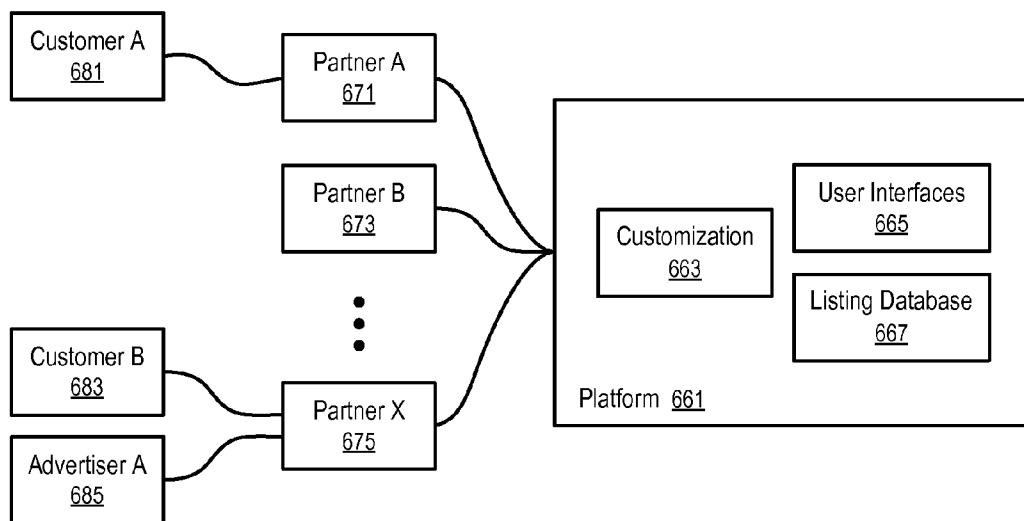 Customer A
681
Partner A
671
Partner B
673
Customer B
683
Partner X
675
Advertiser A
685
User Interfaces
665
Customization
663
Listing Database
667
Platform 661